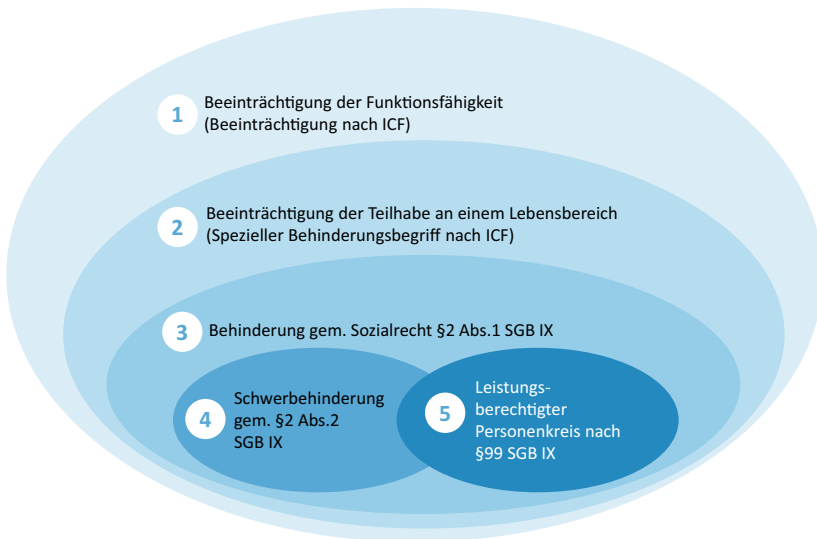 1
Beeinträchtigung der Funktionsfähigkeit
(Beeinträchtigung nach ICF)
2
Beeinträchtigung der Teilhabe an einem Lebensbereich
(Spezieller Behinderungsbegriff nach ICF)
3
Behinderung gem. Sozialrecht §2 Abs.1 SGB IX
4
Schwerbehinderung
gem. §2 Abs.2
SGB IX
5
Leistungs-
berechtigter
Personenkreis nach
§99 SGB IX